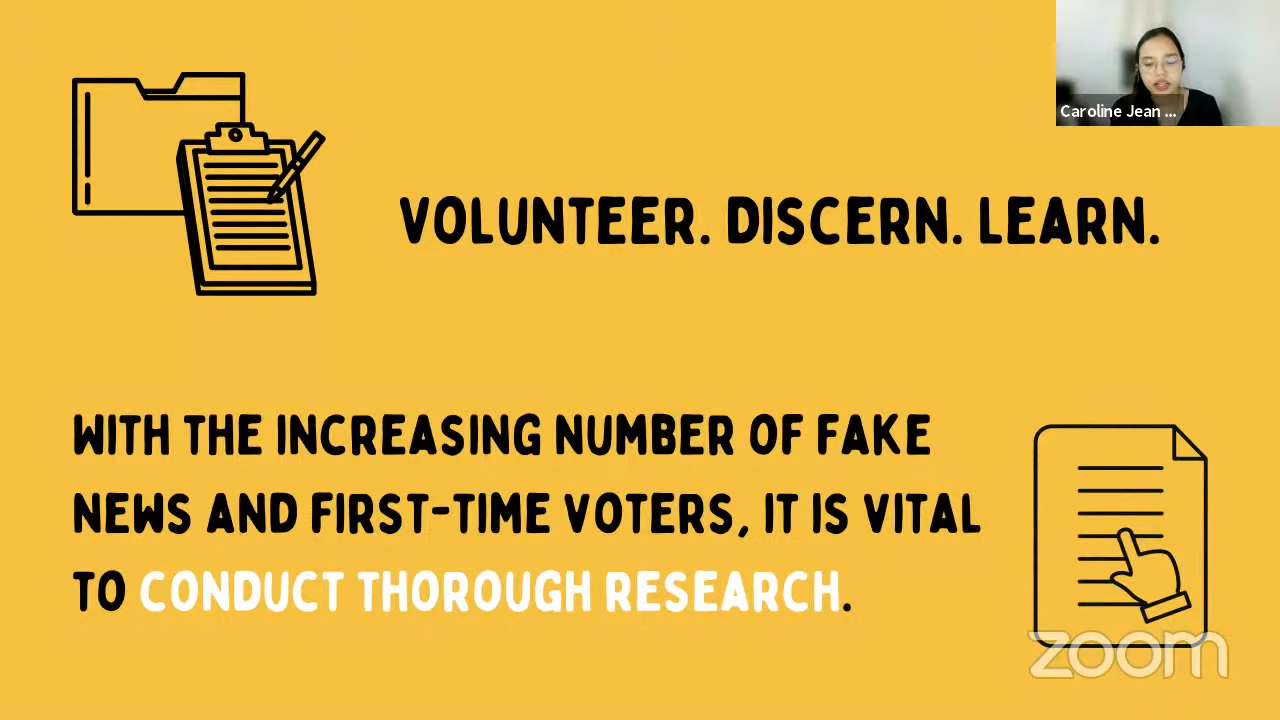 Caroline Jean ...
VOLUNTEER. DISCERN. LEARN.
WITH THE INCREASING NUMBER OF FAKE
NEWS AND FIRST-TIME VOTERS, IT IS VITAL
TO CONDUCT THOROUGH RESEARCH.
zoom